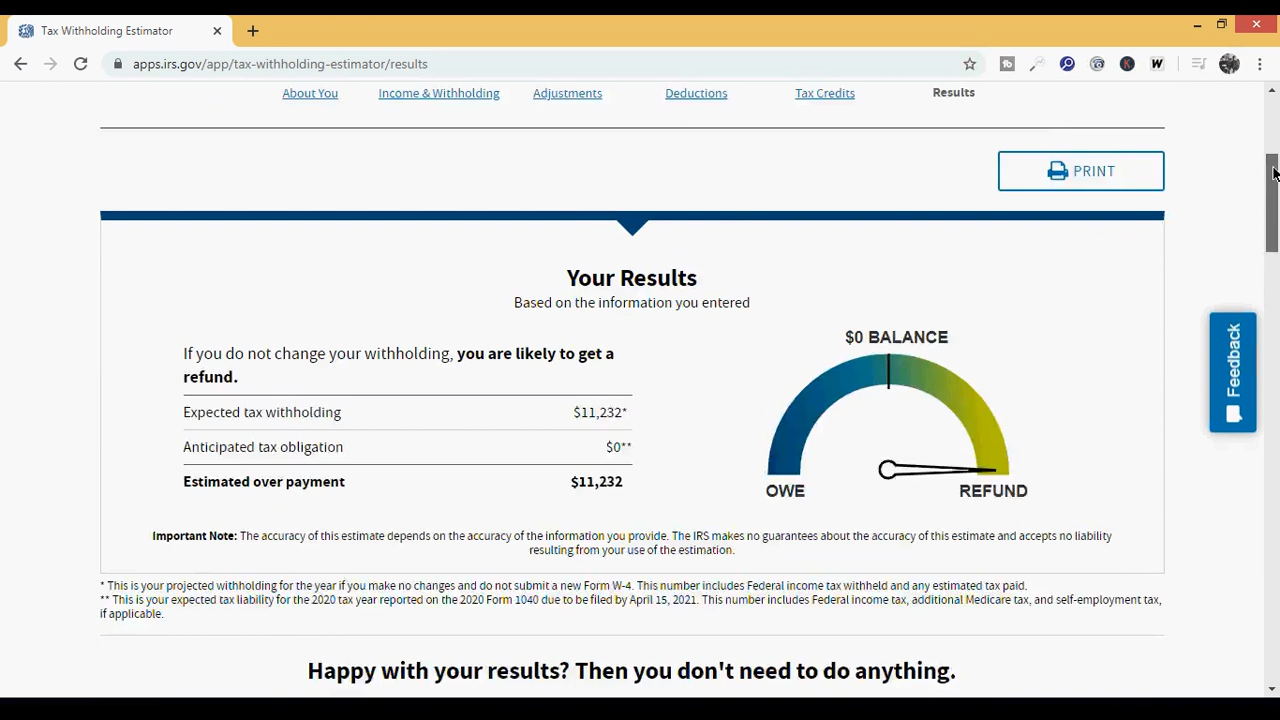 Tax Withholding Estimator
apps.irs.gov/app/tax-withholding-estimator/results
About You Income & Withholding Adjustments Deductions Tax Credits Results
PRINT
Your Results
Based on the information you entered
If you do not change your withholding, you are likely to get a
refund.
Expected tax withholding $11,232*
Anticipated tax obligation $0**
Estimated over payment $11,232
$0 BALANCE
OWE REFUND
Feedback
Important Note: The accuracy of this estimate depends on the accuracy of the information you provide. The IRS makes no guarantees about the accuracy of this estimate and accepts no liability
resulting from your use of the estimation.
* This is your projected withholding for the year if you make no changes and do not submit a new Form W-4. This number includes Federal income tax withheld and any estimated tax paid.
** This is your expected tax liability for the 2020 tax year reported on the 2020 Form 1040 due to be filed by April 15, 2021. This number includes Federal income tax, additional Medicare tax, and self-employment tax,
if applicable.
Happy with your results? Then you don't need to do anything.